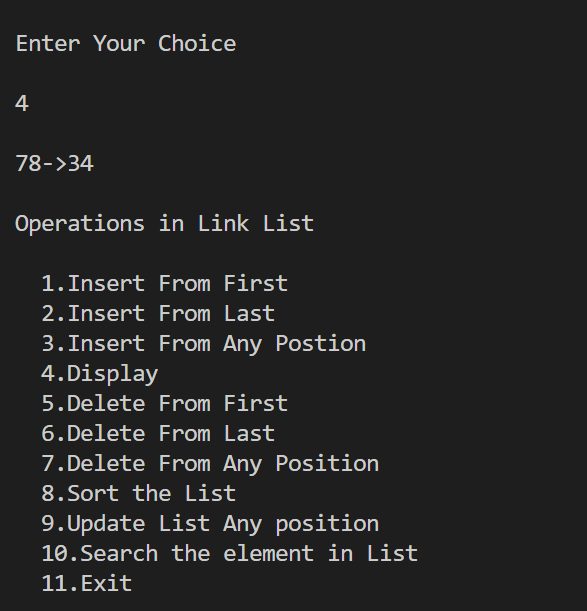 Enter Your Choice
4
78->34
Operations in Link List
1.Insert From First
2.Insert From Last
3.Insert From Any Postion
4.Display
5.Delete From First
6.Delete From Last
7.Delete From Any Position
8.Sort the List
9.Update List Any position
10.Search the element in List
11.Exit